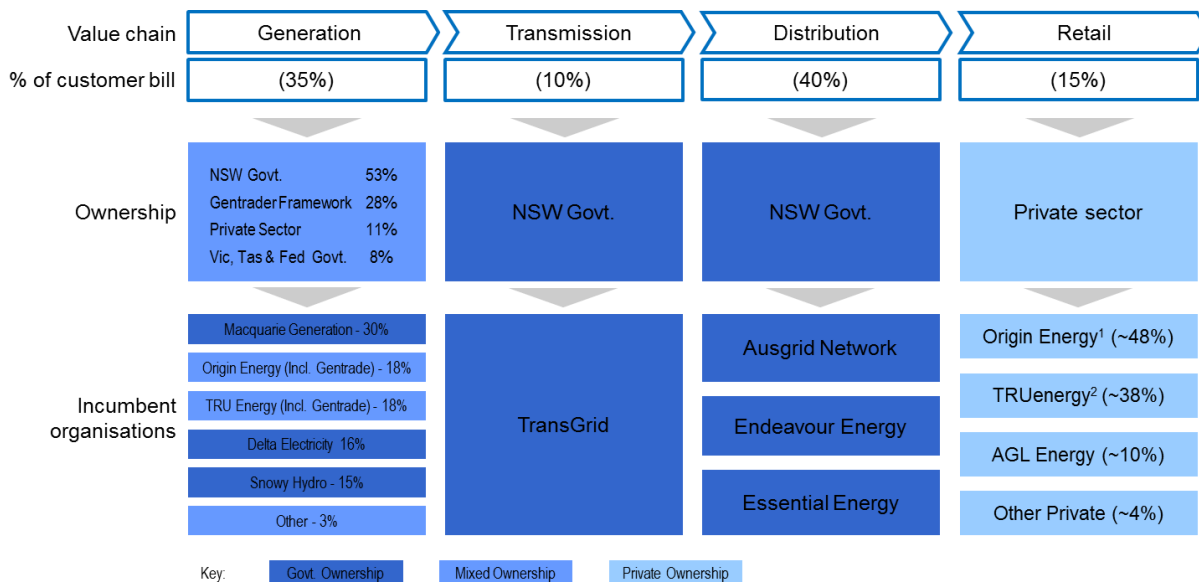 Value chain
Generation
Transmission
Distribution
Retail
% of customer bill
(35%)
(10%)
(40%)
(15%)
Ownership
NSW Govt. 53%
Gentrader Framework 28%
Private Sector 11%
Vic, Tas & Fed Govt. 8%
NSW Govt.
NSW Govt.
Private sector
Incumbent
organisations
Macquarie Generation - 30%
Origin Energy (Incl. Gentrade) - 18%
TRU Energy (Incl. Gentrade) - 18%
Delta Electricity 16%
Snowy Hydro - 15%
Other - 3%
TransGrid
Ausgrid Network
Endeavour Energy
Essential Energy
Origin Energy¹ (~48%)
TRUenergy² (~38%)
AGL Energy (~10%)
Other Private (~4%)
Key:
Govt. Ownership
Mixed Ownership
Private Ownership